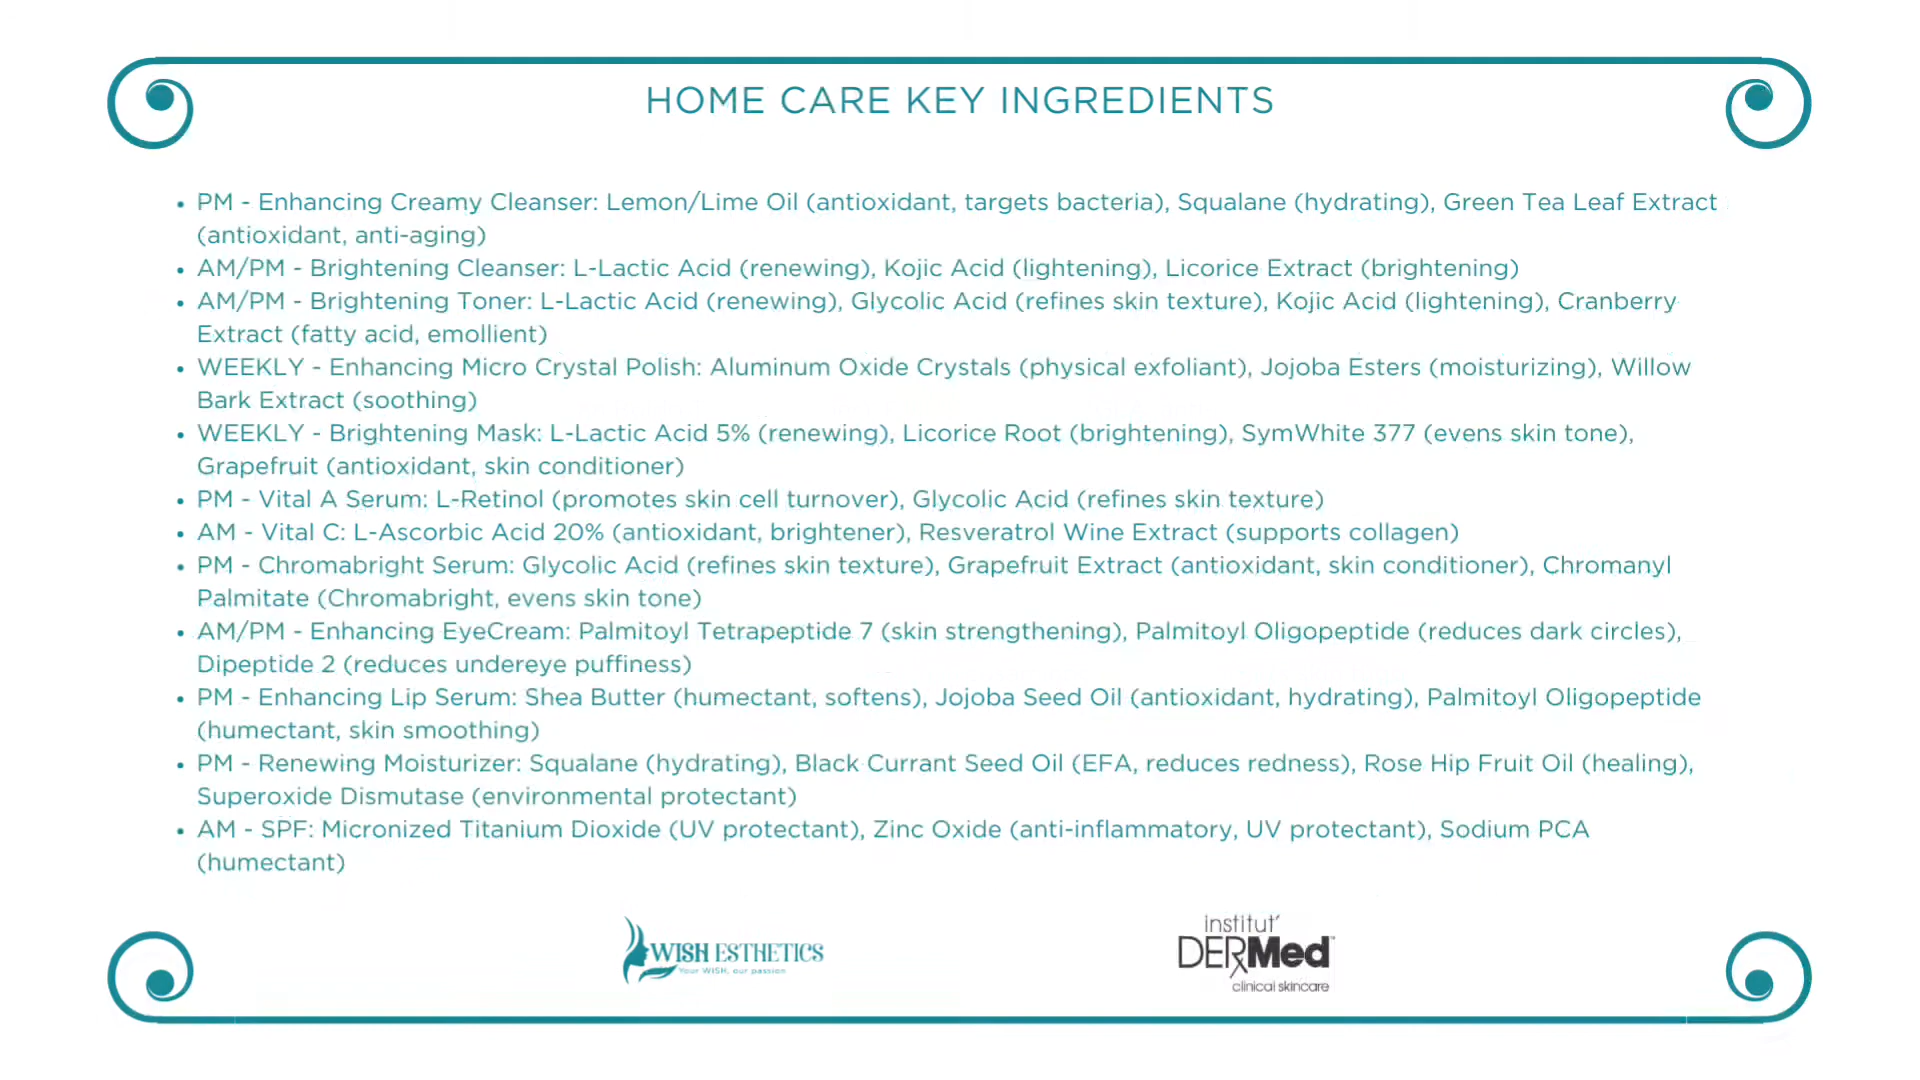 HOME CARE KEY INGREDIENTS
• PM - Enhancing Creamy Cleanser: Lemon/Lime Oil (antioxidant, targets bacteria), Squalane (hydrating), Green Tea Leaf Extract
(antioxidant, anti-aging)
• AM/PM - Brightening Cleanser: L-Lactic Acid (renewing), Kojic Acid (lightening), Licorice Extract (brightening)
• AM/PM - Brightening Toner: L-Lactic Acid (renewing), Glycolic Acid (refines skin texture), Kojic Acid (lightening), Cranberry
Extract (fatty acid, emollient)
• WEEKLY - Enhancing Micro Crystal Polish: Aluminum Oxide Crystals (physical exfoliant), Jojoba Esters (moisturizing), Willow
Bark Extract (soothing)
• WEEKLY - Brightening Mask: L-Lactic Acid 5% (renewing), Licorice Root (brightening), SymWhite 377 (evens skin tone),
Grapefruit (antioxidant, skin conditioner)
• PM - Vital A Serum: L-Retinol (promotes skin cell turnover), Glycolic Acid (refines skin texture)
• AM - Vital C: L-Ascorbic Acid 20% (antioxidant, brightener), Resveratrol Wine Extract (supports collagen)
• PM - Chromabright Serum: Glycolic Acid (refines skin texture), Grapefruit Extract (antioxidant, skin conditioner), Chromanyl
Palmitate (Chromabright, evens skin tone)
• AM/PM - Enhancing EyeCream: Palmitoyl Tetrapeptide 7 (skin strengthening), Palmitoyl Oligopeptide (reduces dark circles),
Dipeptide 2 (reduces undereye puffiness)
• PM - Enhancing Lip Serum: Shea Butter (humectant, softens), Jojoba Seed Oil (antioxidant, hydrating), Palmitoyl Oligopeptide
(humectant, skin smoothing)
• PM - Renewing Moisturizer: Squalane (hydrating), Black Currant Seed Oil (EFA, reduces redness), Rose Hip Fruit Oil (healing),
Superoxide Dismutase (environmental protectant)
• AM - SPF: Micronized Titanium Dioxide (UV protectant), Zinc Oxide (anti-inflammatory, UV protectant), Sodium PCA
(humectant)
WISH ESTHETICS
Your WISH, our passion
institut'
DERMed™
clinical skincare